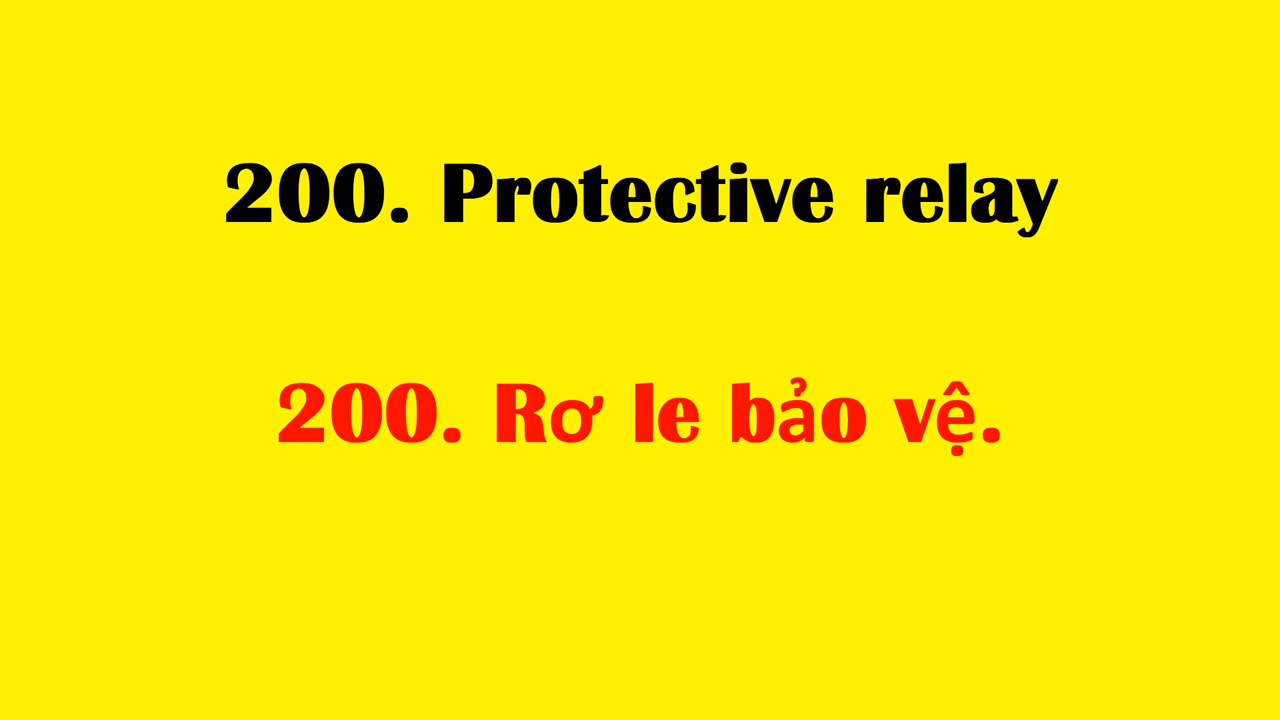 200. Protective relay
200. Rơ le bảo vệ.